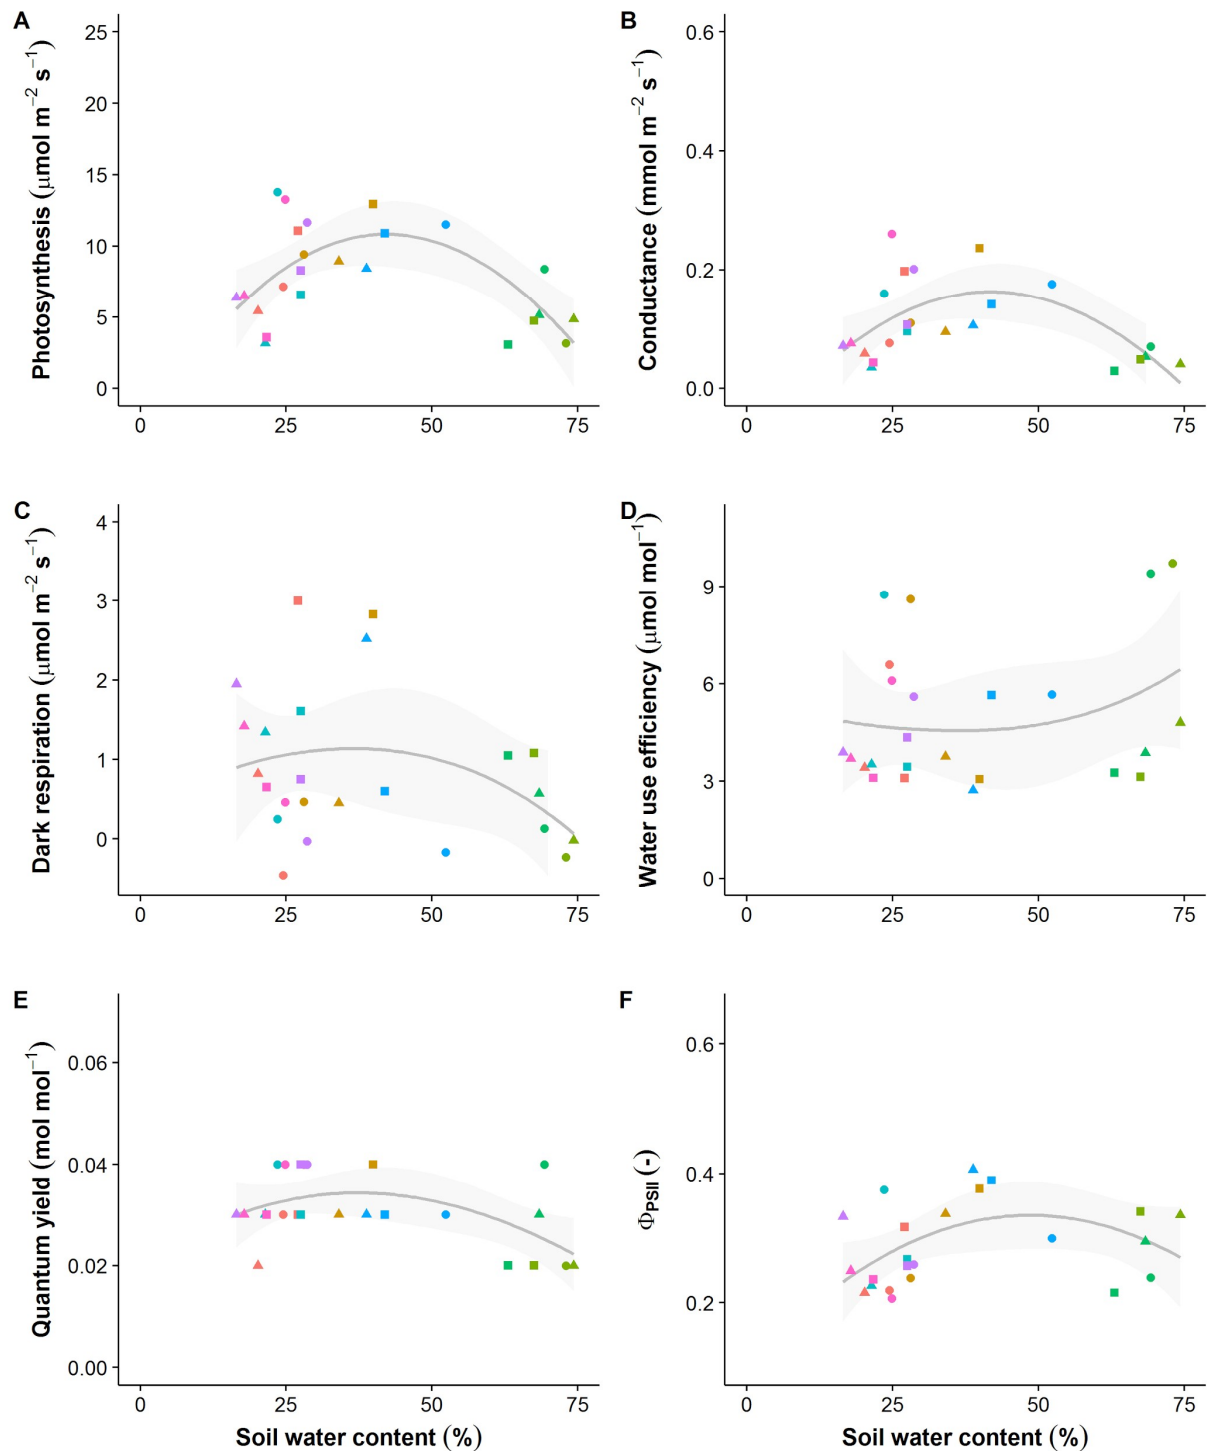 A
B
Photosynthesis (μmol m⁻² s⁻¹)
25
20
15
10
5
0
0 25 50 75
Conductance (mmol m⁻² s⁻¹)
0.6
0.4
0.2
0.0
0 25 50 75
C
D
Dark respiration (μmol m⁻² s⁻¹)
4
3
2
1
0
0 25 50 75
Water use efficiency (μmol mol⁻¹)
9
6
3
0
0 25 50 75
E
F
Quantum yield (mol mol⁻¹)
0.06
0.04
0.02
0.00
0 25 50 75
Soil water content (%)
Φ_PSII (-)
0.6
0.4
0.2
0 25 50 75
Soil water content (%)